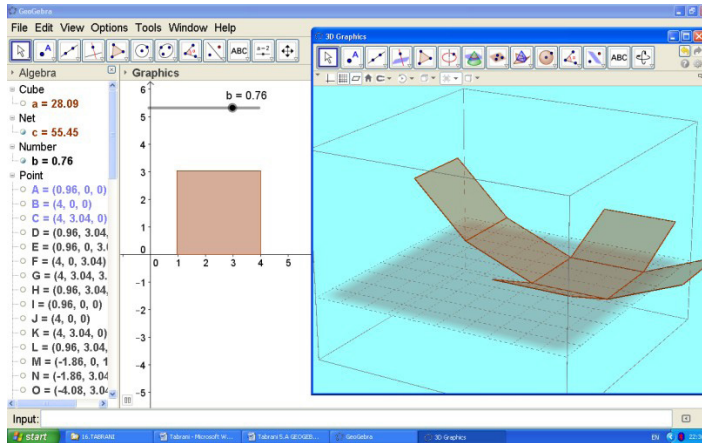 GeoGebra
File Edit View Options Tools Window Help
ABC a=2
Algebra
Graphics
Cube
a = 28.09
Net
c = 55.45
Number
b = 0.76
Point
A = (0.96, 0, 0)
B = (4, 0, 0)
C = (4, 3.04, 0)
D = (0.96, 3.04,
E = (0.96, 0, 3.0
F = (4, 0, 3.04)
G = (4, 3.04, 3.
H = (0.96, 3.04,
I = (0.96, 0, 0)
J = (4, 0, 0)
K = (4, 3.04, 0)
L = (0.96, 3.04,
M = (-1.86, 0, 1
N = (-1.86, 3.04
O = (-4.08, 3.04
b = 0.76
6
5
4
3
2
1
0
-1
-2
-3
-4
-5
0 1 2 3 4 5
3D Graphics
ABC
Input:
start
16.TABRANI
Tabrani - Microsoft W...
Tabrani S.A GEOGEB...
GeoGebra
3D Graphics
EN